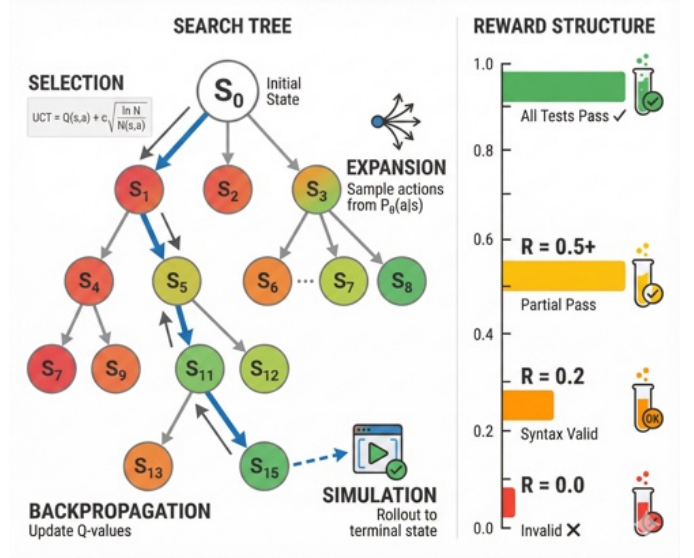 SEARCH TREE
SELECTION
UCT = Q(s,a) + c√(ln N / N(s,a))
S₀
Initial
State
EXPANSION
Sample actions
from Pθ(a|s)
S₁
S₂
S₃
S₄
S₅
S₆
...
S₇
S₈
S₇
S₉
S₁₁
S₁₂
S₁₃
S₁₅
BACKPROPAGATION
Update Q-values
SIMULATION
Rollout to
terminal state
REWARD STRUCTURE
1.0
All Tests Pass ✓
0.8
0.6
R = 0.5+
Partial Pass
0.4
R = 0.2
OK
Syntax Valid
0.2
R = 0.0
Invalid ✗
0.0